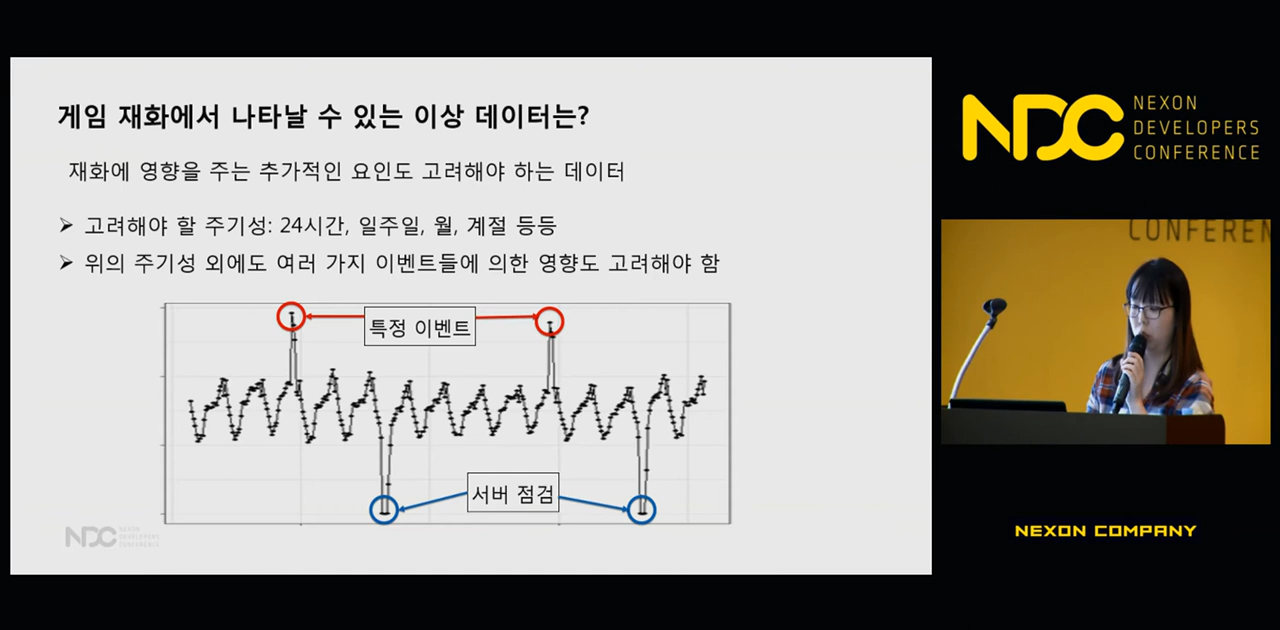 게임 재화에서 나타날 수 있는 이상 데이터는?
재화에 영향을 주는 추가적인 요인도 고려해야 하는 데이터
➢ 고려해야 할 주기성: 24시간, 일주일, 월, 계절 등등
➢ 위의 주기성 외에도 여러 가지 이벤트들에 의한 영향도 고려해야 함
특정 이벤트
서버 점검
NDC NEXON
DEVELOPERS
CONFERENCE
NDC
NEXON
DEVELOPERS
CONFERENCE
CONFEREN
NEXON COMPANY